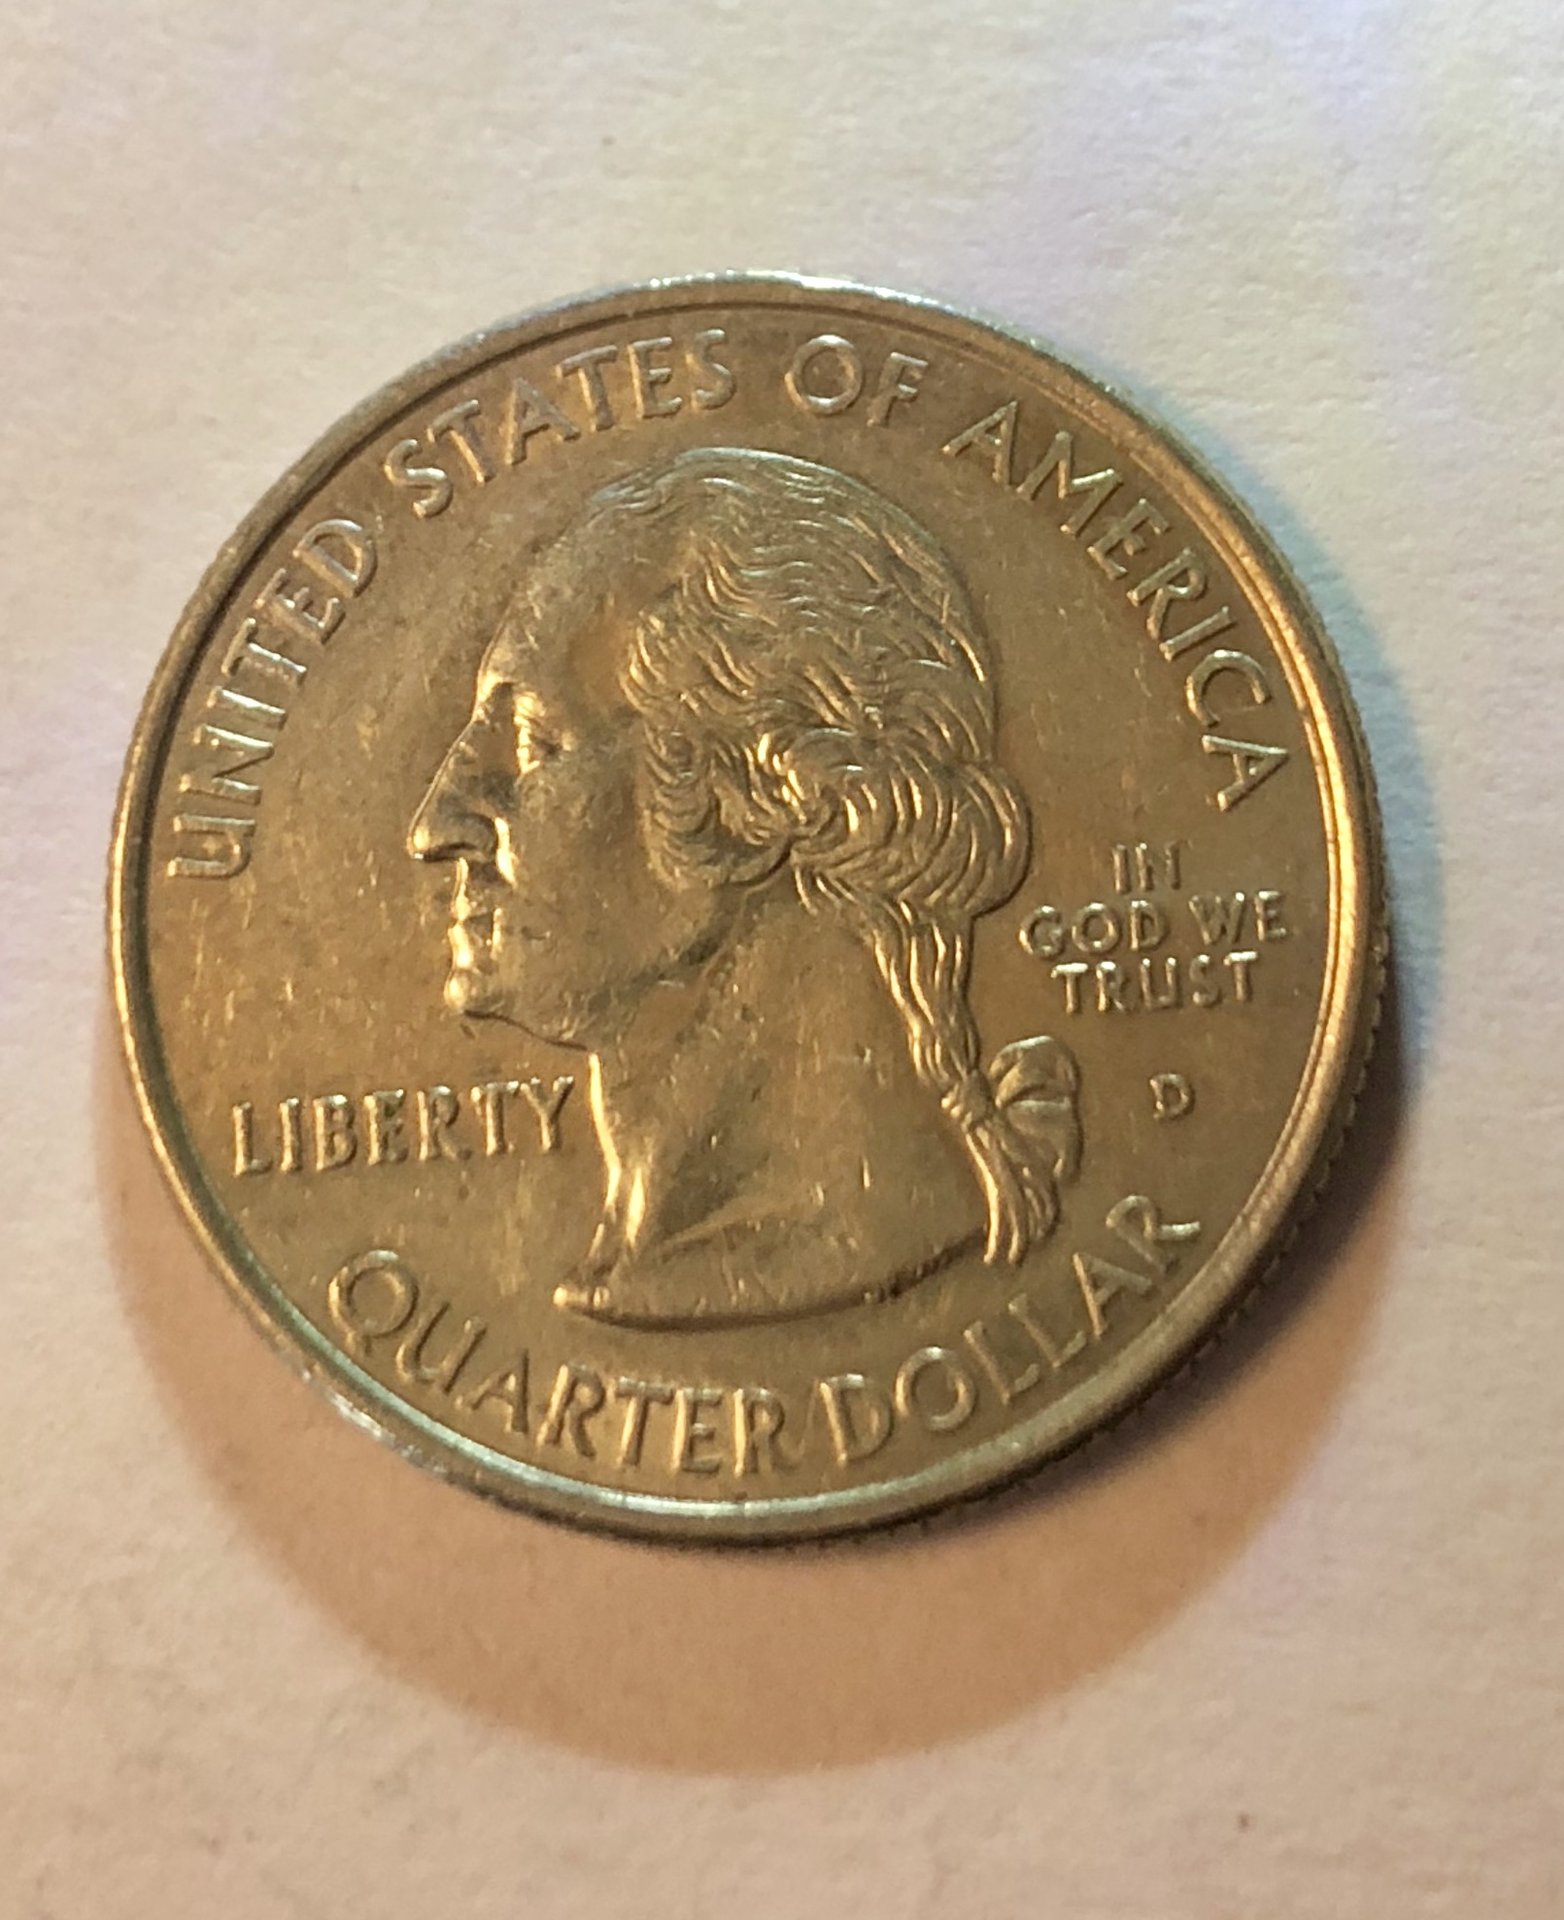 UNITED STATES OF AMERICA
LIBERTY
IN
GOD WE
TRUST
D
QUARTER DOLLAR